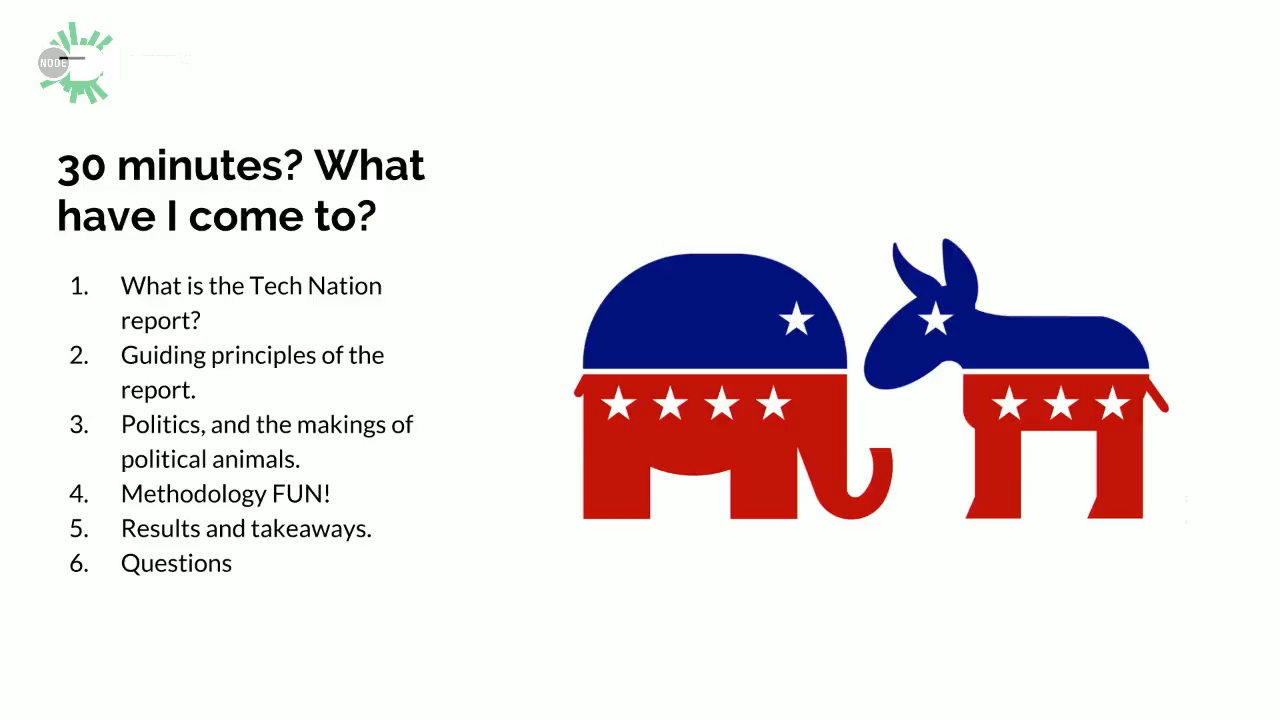 NODE
30 minutes? What
have I come to?
1. What is the Tech Nation
report?
2. Guiding principles of the
report.
3. Politics, and the makings of
political animals.
4. Methodology FUN!
5. Results and takeaways.
6. Questions